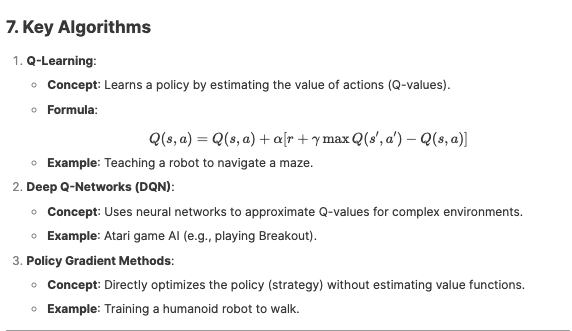 7. Key Algorithms
1. Q-Learning:
○ Concept: Learns a policy by estimating the value of actions (Q-values).
○ Formula:
Q(s, a) = Q(s, a) + α[r + γ max Q(s′, a′) − Q(s, a)]
○ Example: Teaching a robot to navigate a maze.
2. Deep Q-Networks (DQN):
○ Concept: Uses neural networks to approximate Q-values for complex environments.
○ Example: Atari game AI (e.g., playing Breakout).
3. Policy Gradient Methods:
○ Concept: Directly optimizes the policy (strategy) without estimating value functions.
○ Example: Training a humanoid robot to walk.